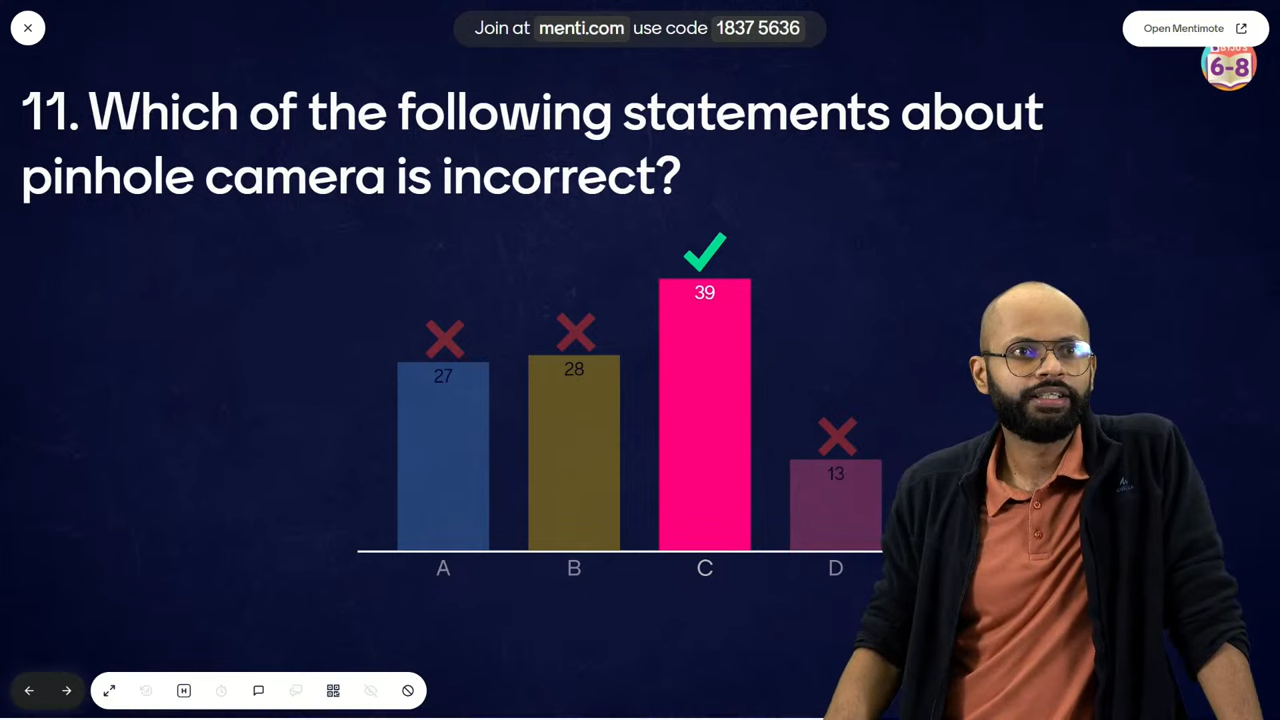 Join at menti.com use code 1837 5636
Open Mentimote
BYJU'S
6-8
11. Which of the following statements about
pinhole camera is incorrect?
39
27
28
13
A
B
C
D
H